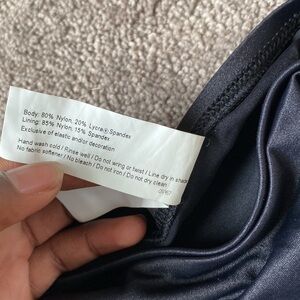 Body: 80% Nylon, 20% Lycra® Spandex
Lining: 85% Nylon, 15% Spandex
Exclusive of elastic and/or decoration
Hand wash cold / Rinse well / Do not wring or twist / Line dry in shade
No fabric softener / No bleach / Do not iron / Do not dry clean